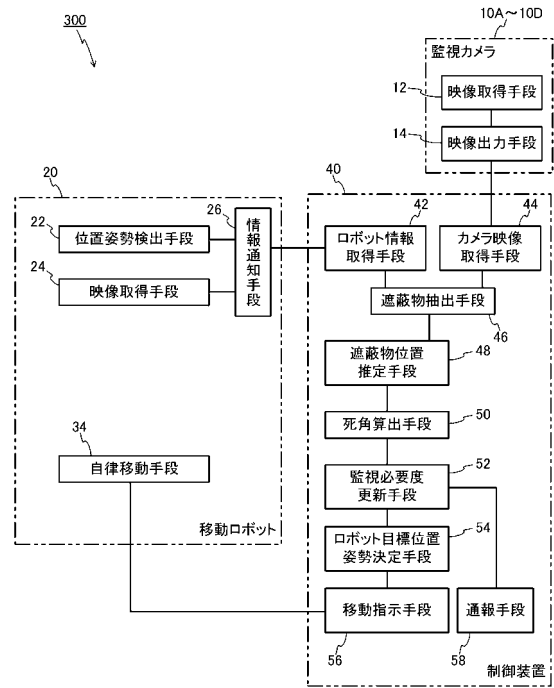 300
10A～10D
監視カメラ
12
映像取得手段
14
映像出力手段
20
22
位置姿勢検出手段
24
映像取得手段
26
情報通知手段
34
自律移動手段
移動ロボット
40
42
ロボット情報
取得手段
44
カメラ映像
取得手段
遮蔽物抽出手段
46
遮蔽物位置
推定手段
48
死角算出手段
50
監視必要度
更新手段
52
ロボット目標位置
姿勢決定手段
54
移動指示手段
56
通報手段
58
制御装置